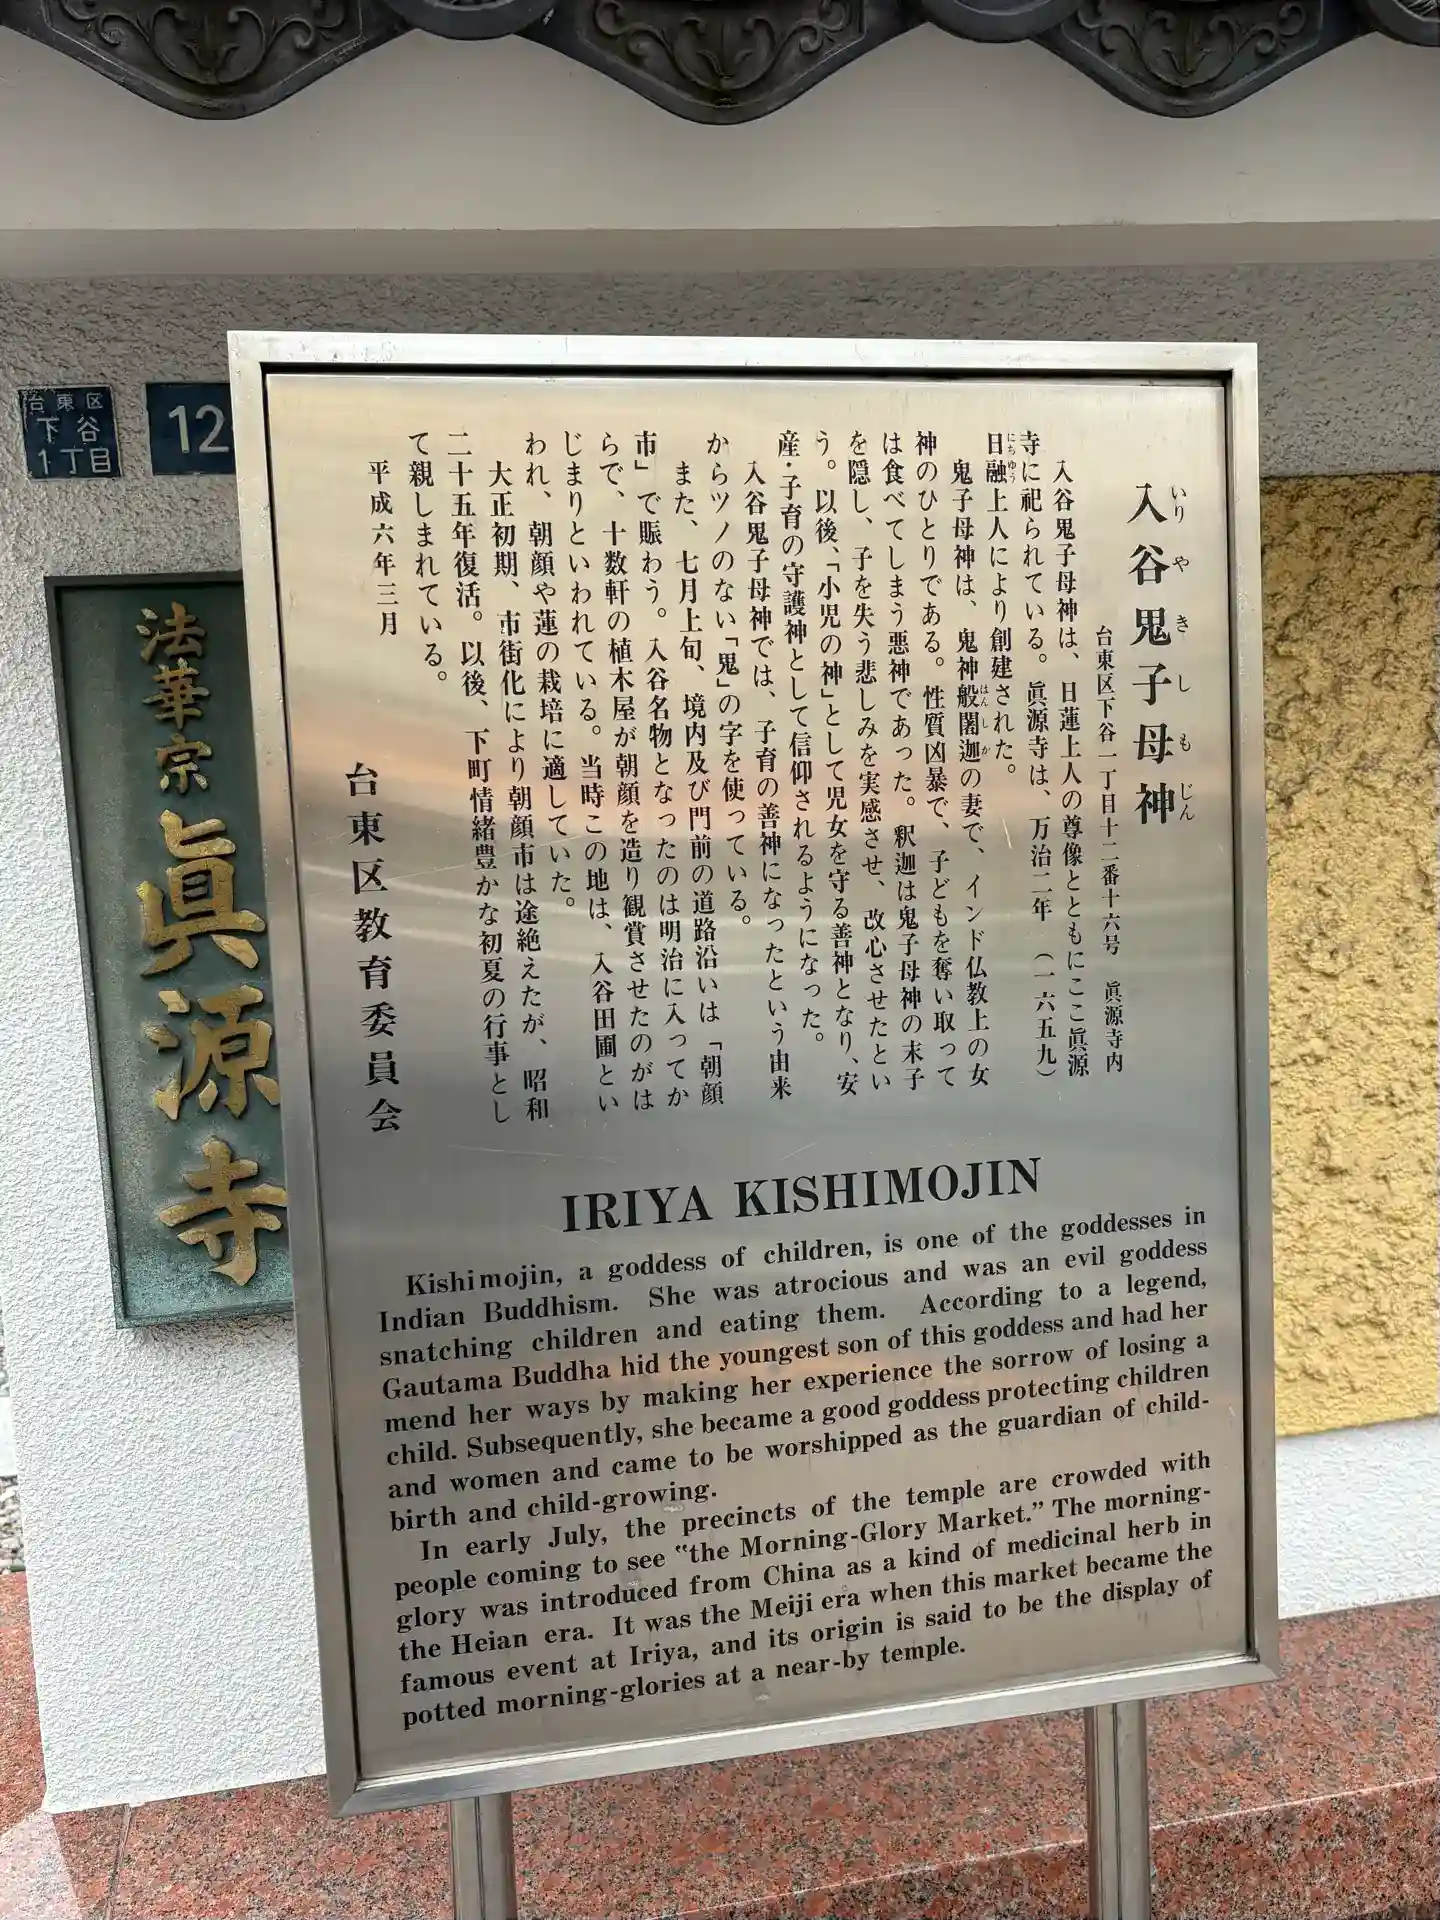 台東区
下谷
1丁目
12
法華宗
眞源寺
入谷鬼子母神
いりやきしもじん
台東区下谷一丁目十二番十六号 眞源寺内
入谷鬼子母神は、日蓮上人の尊像とともにここ眞源
寺に祀られている。眞源寺は、万治二年(一六五九)
日融上人により創建された。
にちゆう
鬼子母神は、鬼神般闍迦の妻で、インド仏教上の女
はんしか
神のひとりである。性質凶暴で、子どもを奪い取って
は食べてしまう悪神であった。釈迦は鬼子母神の末子
を隠し、子を失う悲しみを実感させ、改心させたとい
う。以後、「小児の神」として児女を守る善神となり、安
産・子育の守護神として信仰されるようになった。
入谷鬼子母神では、子育の善神になったという由来
からツノのない「鬼」の字を使っている。
また、七月上旬、境内及び門前の道路沿いは「朝顔
市」で賑わう。入谷名物となったのは明治に入ってか
らで、十数軒の植木屋が朝顔を造り観賞させたのがは
じまりといわれている。当時この地は、入谷田圃とい
われ、朝顔や蓮の栽培に適していた。
大正初期、市街化により朝顔市は途絶えたが、昭和
二十五年復活。以後、下町情緒豊かな初夏の行事とし
て親しまれている。
平成六年三月
台東区教育委員会
IRIYA KISHIMOJIN
Kishimojin, a goddess of children, is one of the goddesses in
Indian Buddhism. She was atrocious and was an evil goddess
snatching children and eating them. According to a legend,
Gautama Buddha hid the youngest son of this goddess and had her
mend her ways by making her experience the sorrow of losing a
child. Subsequently, she became a good goddess protecting children
and women and came to be worshipped as the guardian of child-
birth and child-growing.
In early July, the precincts of the temple are crowded with
people coming to see "the Morning-Glory Market." The morning-
glory was introduced from China as a kind of medicinal herb in
the Heian era. It was the Meiji era when this market became the
famous event at Iriya, and its origin is said to be the display of
potted morning-glories at a near-by temple.